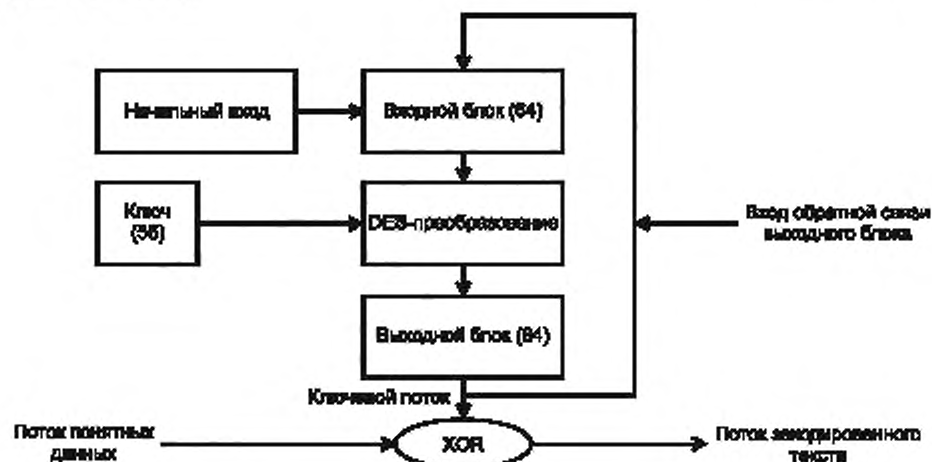 Начальный вход
Входной блок (64)
Ключ
(56)
DES-преобразование
Вход обратной связи
выходного блока
Выходной блок (64)
Ключевой поток
Поток понятных
данных
XOR
Поток закодированного
текста